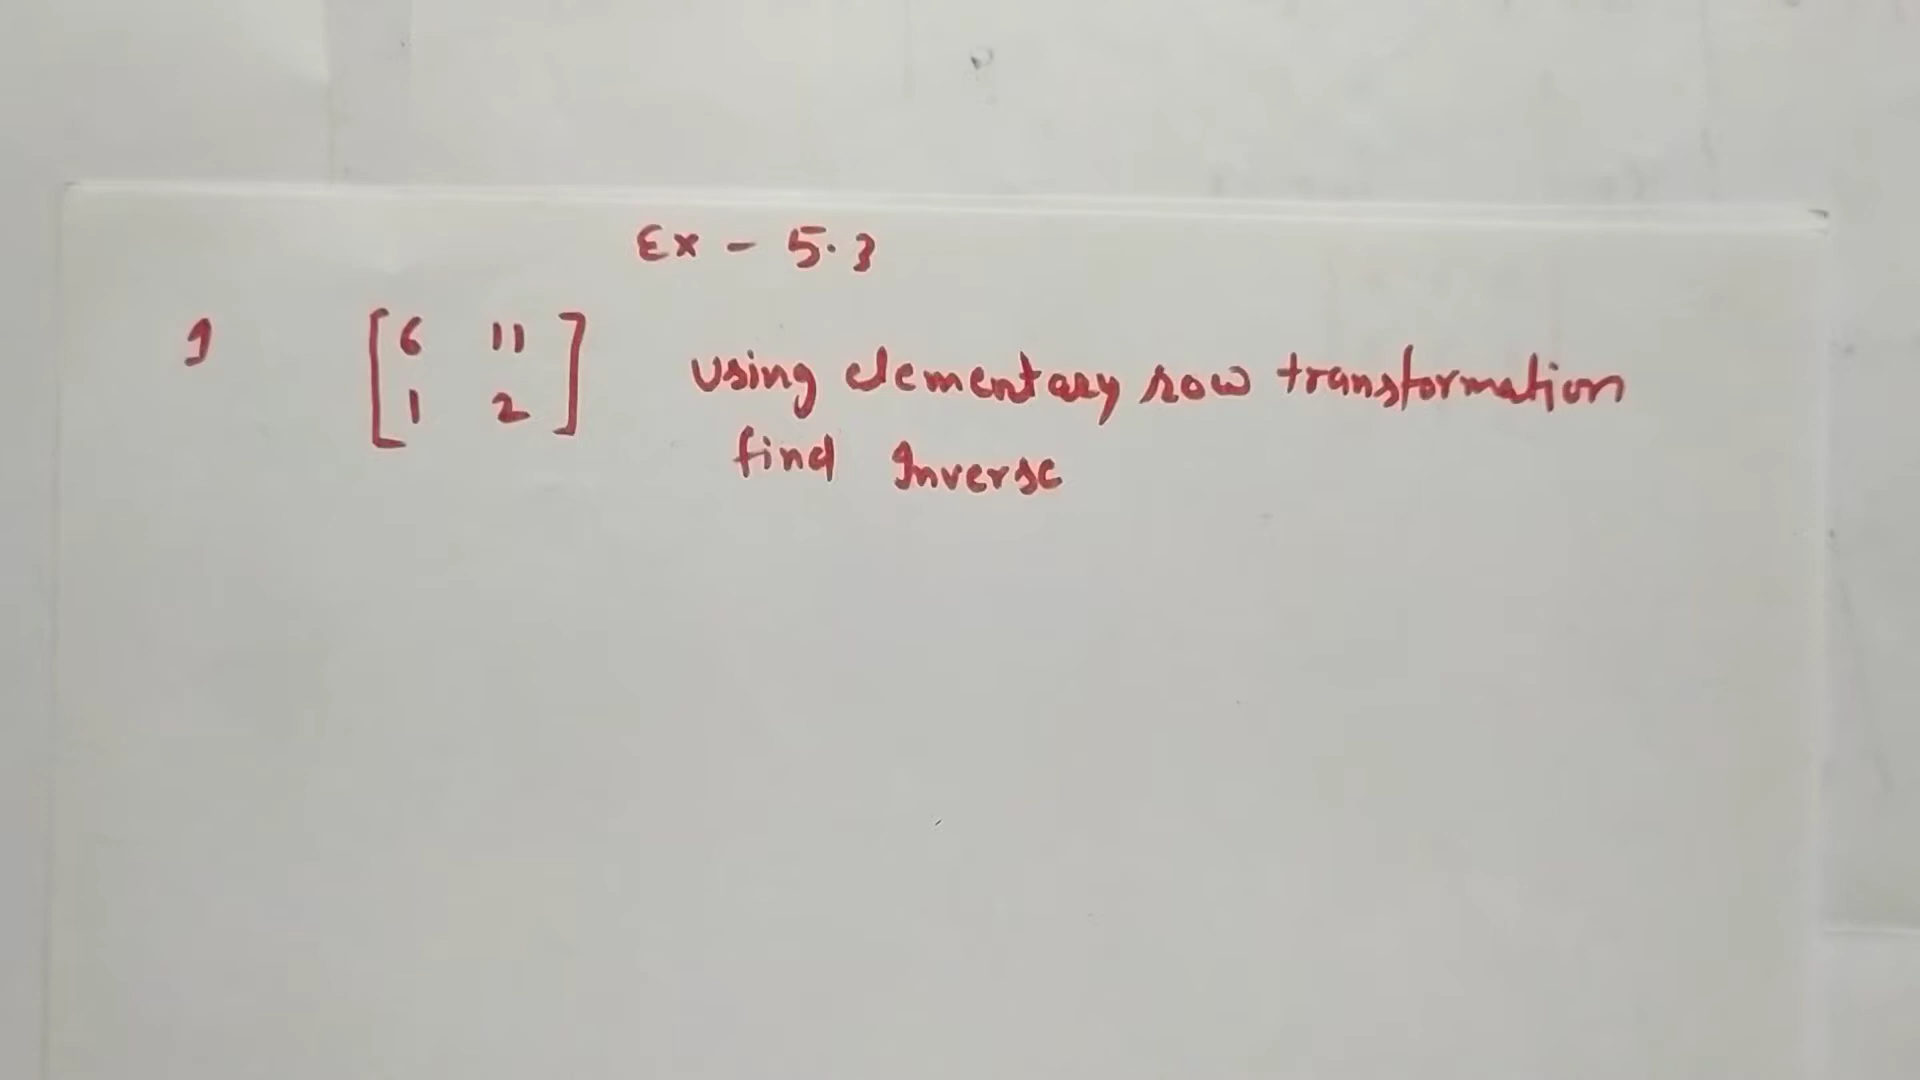 Ex - 5.3
1 [ 6 11
1 2 ] using elementary row transformation
find Inverse